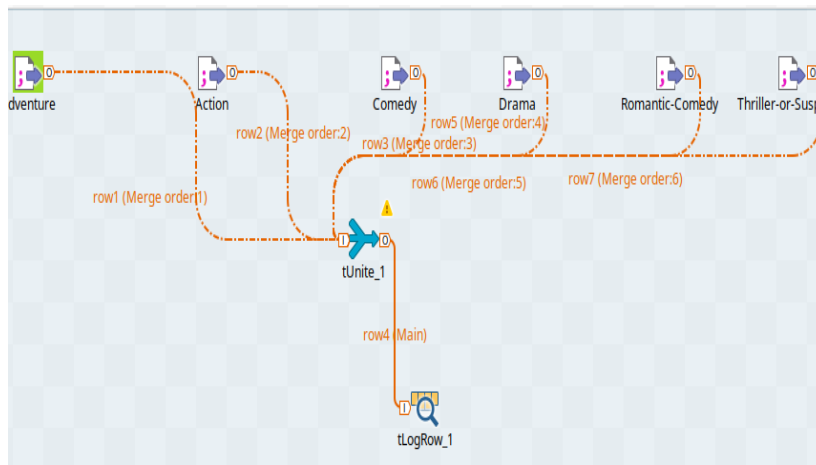 dventure
Action
Comedy
Drama
Romantic-Comedy
Thriller-or-Susp
row5 (Merge order:4)
row2 (Merge order:2)
row3 (Merge order:3)
row6 (Merge order:5)
row7 (Merge order:6)
row1 (Merge order:1)
tUnite_1
row4 (Main)
tLogRow_1